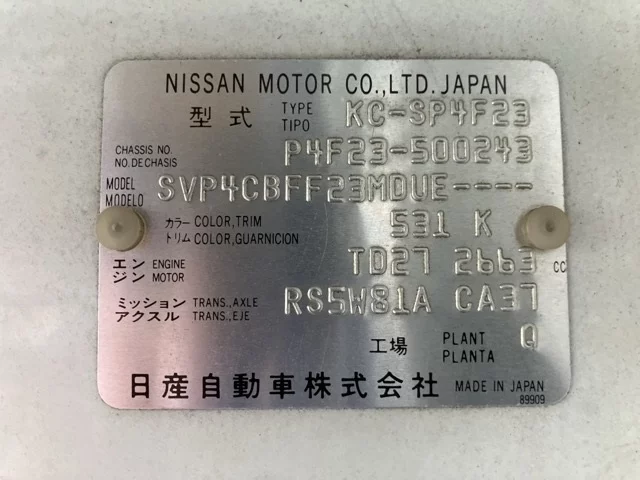 NISSAN MOTOR CO.,LTD. JAPAN
型式 TYPE TIPO KC-SP4F23
CHASSIS NO. NO.DE CHASIS P4F23-500243
MODEL MODELO SVP4CBFF23MDUE----
カラー COLOR,TRIM トリム COLOR,GUARNICION 531 K
エンジン ENGINE MOTOR TD27 2663 CC
ミッション TRANS.,AXLE アクスル TRANS.,EJE RS5W81A CA37
工場 PLANT PLANTA Q
日産自動車株式会社 MADE IN JAPAN
89909